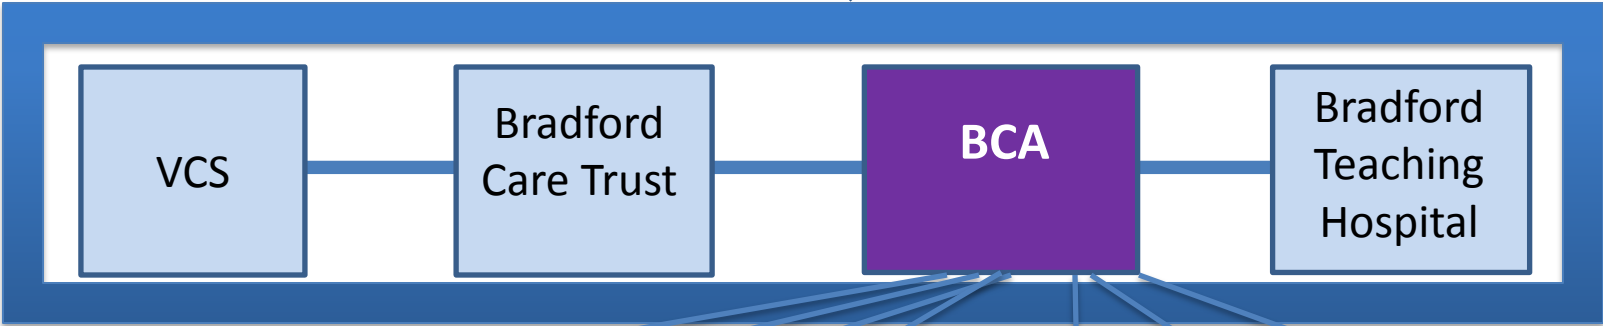 VCS
Bradford
Care Trust
BCA
Bradford
Teaching
Hospital